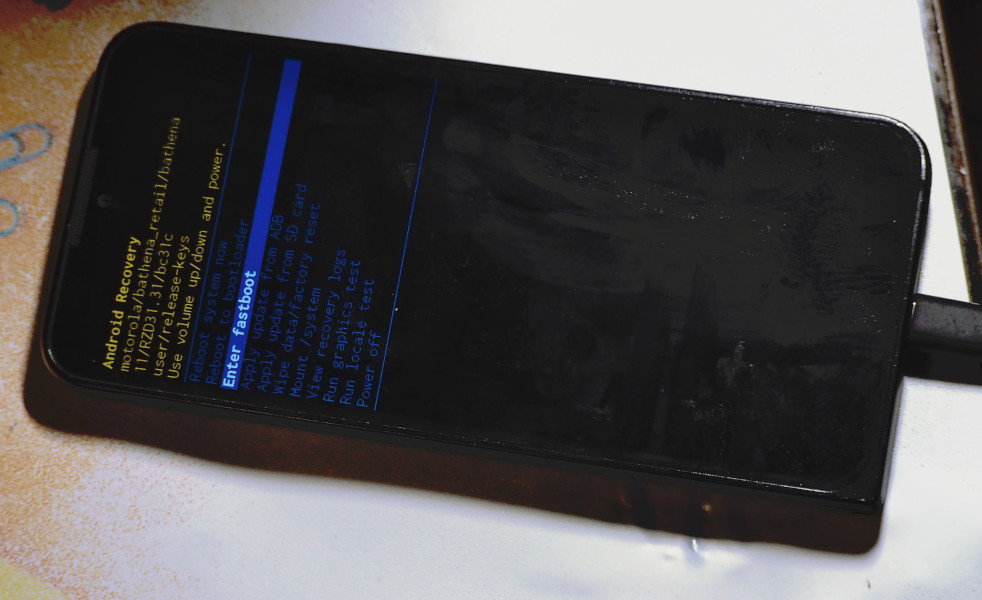 Android Recovery
motorola/bathena_retail/bathena
11/RZD31.31/bc31c
user/release-keys
Use volume up/down and power.
Reboot system now
Reboot to bootloader
Enter fastboot
Apply update from ADB
Apply update from SD card
Wipe data/factory reset
Mount /system
View recovery logs
Run graphics test
Run locale test
Power off